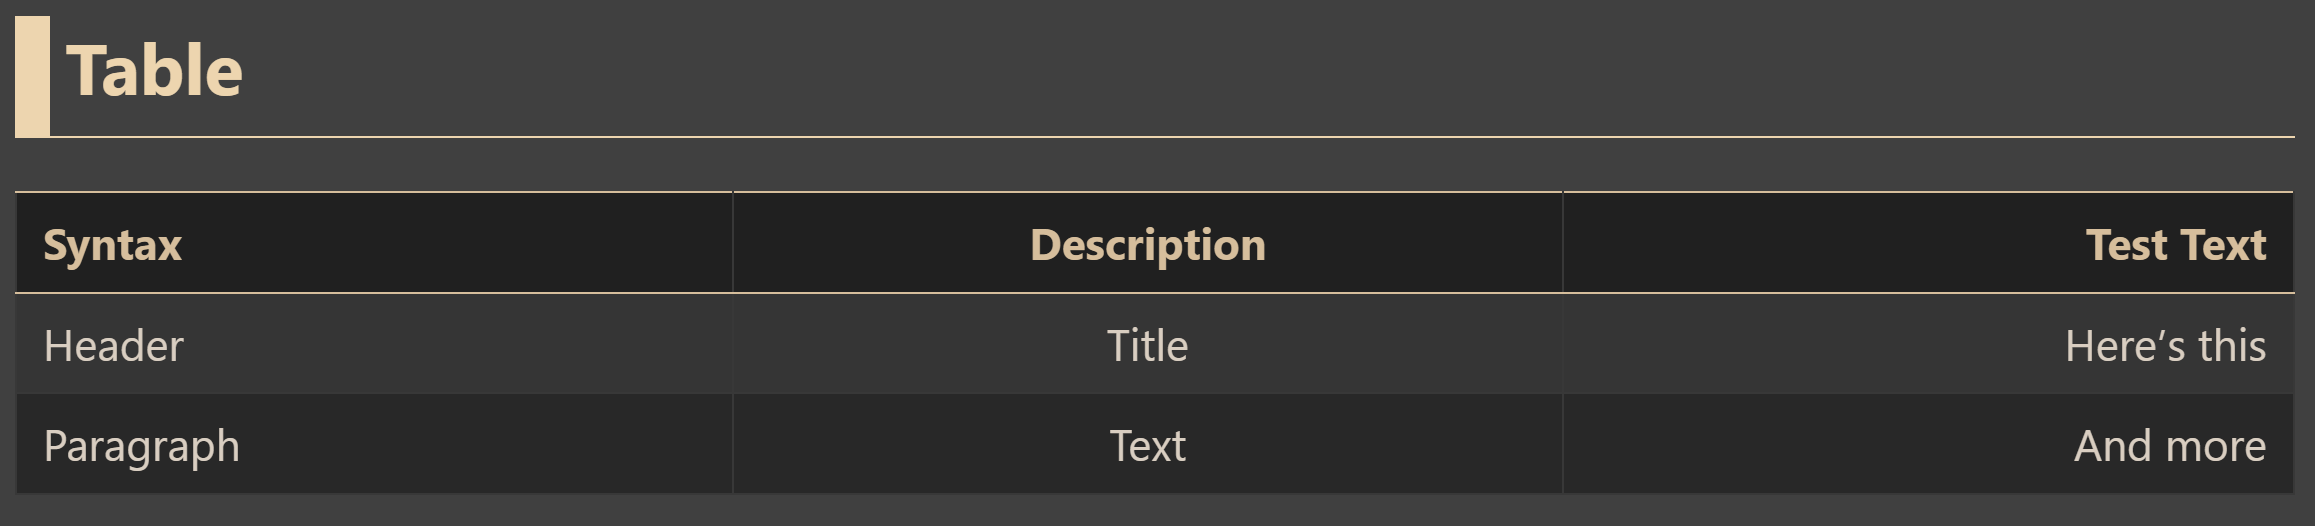 Table
Syntax Description Test Text
Header Title Here’s this
Paragraph Text And more